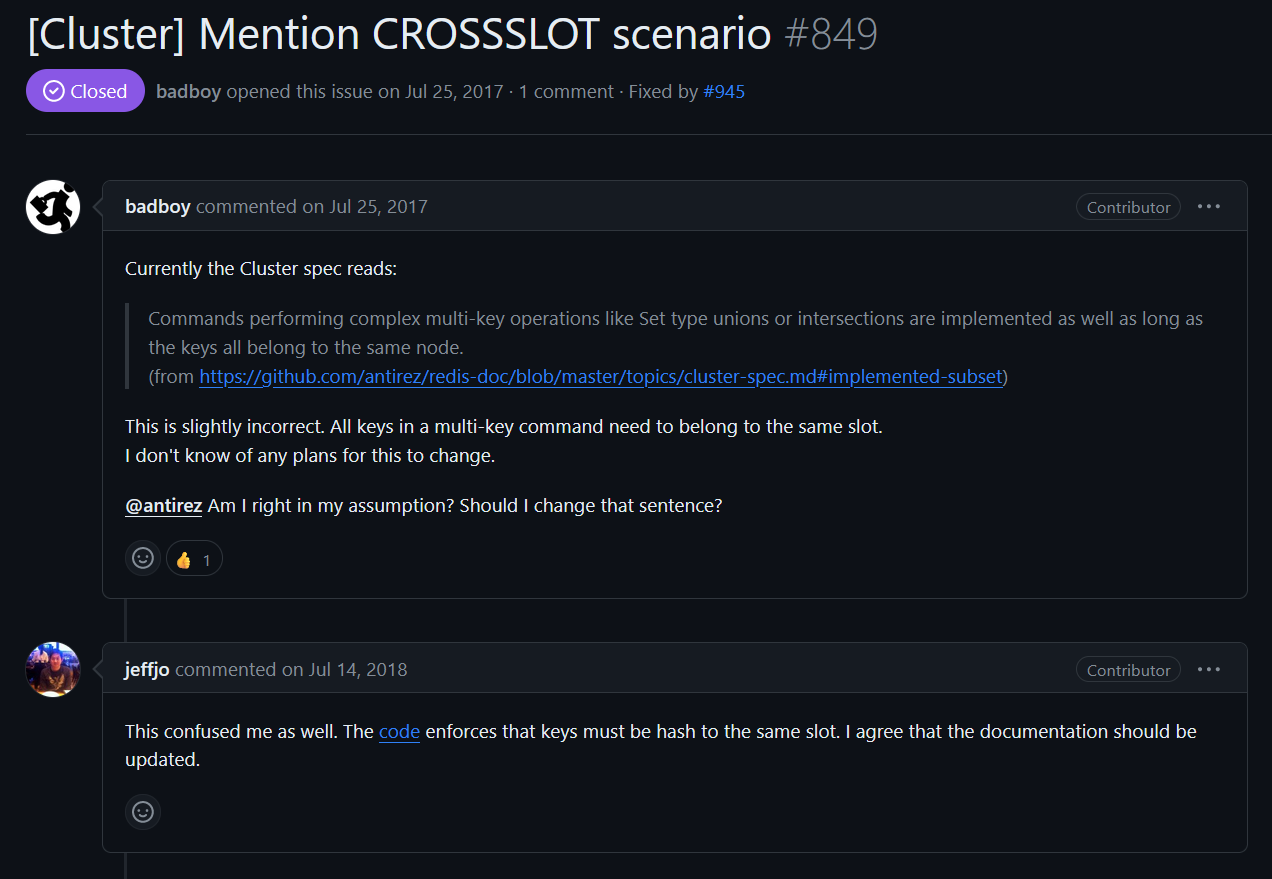 [Cluster] Mention CROSSSLOT scenario #849
Closed badboy opened this issue on Jul 25, 2017 · 1 comment · Fixed by #945
badboy commented on Jul 25, 2017 Contributor ···
Currently the Cluster spec reads:
Commands performing complex multi-key operations like Set type unions or intersections are implemented as well as long as
the keys all belong to the same node.
(from https://github.com/antirez/redis-doc/blob/master/topics/cluster-spec.md#implemented-subset)
This is slightly incorrect. All keys in a multi-key command need to belong to the same slot.
I don't know of any plans for this to change.
@antirez Am I right in my assumption? Should I change that sentence?
👍 1
jeffjo commented on Jul 14, 2018 Contributor ···
This confused me as well. The code enforces that keys must be hash to the same slot. I agree that the documentation should be
updated.